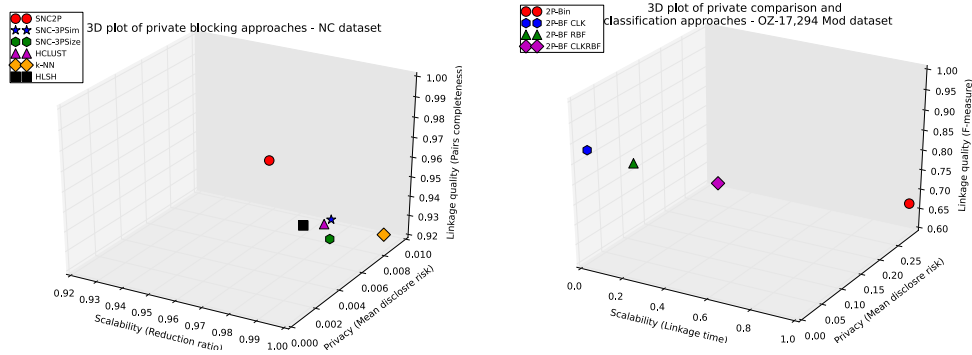 SNC2P
SNC-3PSim
SNC-3PSize
HCLUST
k-NN
HLSH
3D plot of private blocking approaches - NC dataset
1.00
0.99
0.98
0.97
0.96
0.95
0.94
0.93
0.92
Linkage quality (Pairs completeness)
0.010
0.008
0.006
0.004
0.002
0.000
Privacy (Mean disclosre risk)
0.92
0.93
0.94
0.95
0.96
0.97
0.98
0.99
1.00
Scalability (Reduction ratio)
2P-Bin
2P-BF CLK
2P-BF RBF
2P-BF CLKRBF
3D plot of private comparison and
classification approaches - OZ-17,294 Mod dataset
1.00
0.95
0.90
0.85
0.80
0.75
0.70
0.65
0.60
Linkage quality (F-measure)
0.25
0.20
0.15
0.10
0.05
0.00
Privacy (Mean disclosre risk)
0.0
0.2
0.4
0.6
0.8
1.0
Scalability (Linkage time)